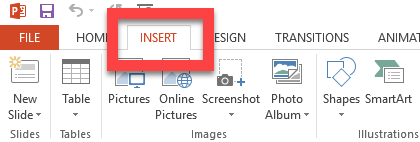 FILE HOM INSERT ESIGN TRANSITIONS ANIMAT
New Slide Table Pictures Online Pictures Screenshot Photo Album Shapes SmartArt
Slides Tables Images Illustrations